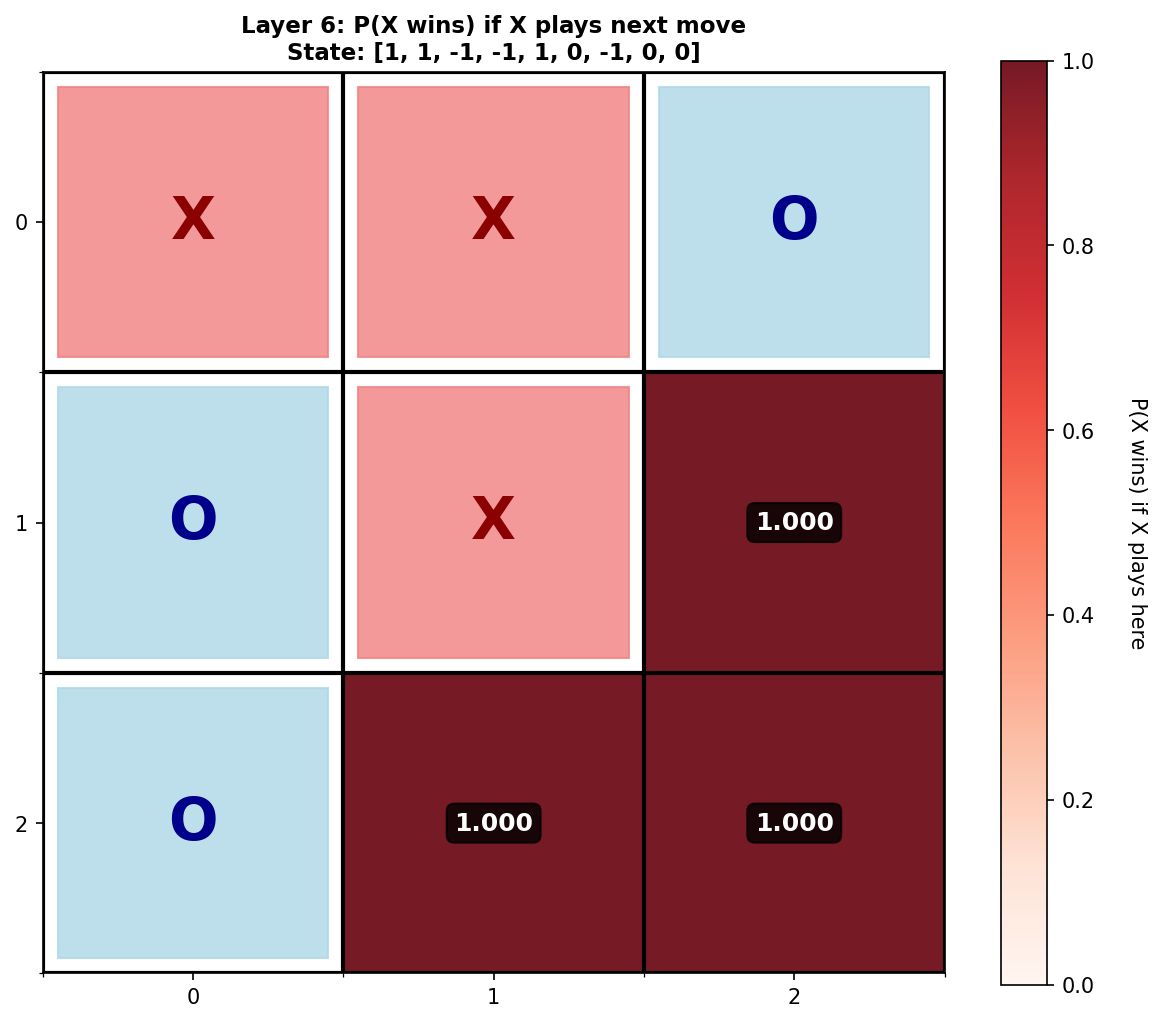 Layer 6: P(X wins) if X plays next move
State: [1, 1, -1, -1, 1, 0, -1, 0, 0]
0
X
X
O
1
O
X
1.000
2
O
1.000
1.000
0
1
2
1.0
0.8
0.6
0.4
0.2
0.0
P(X wins) if X plays here